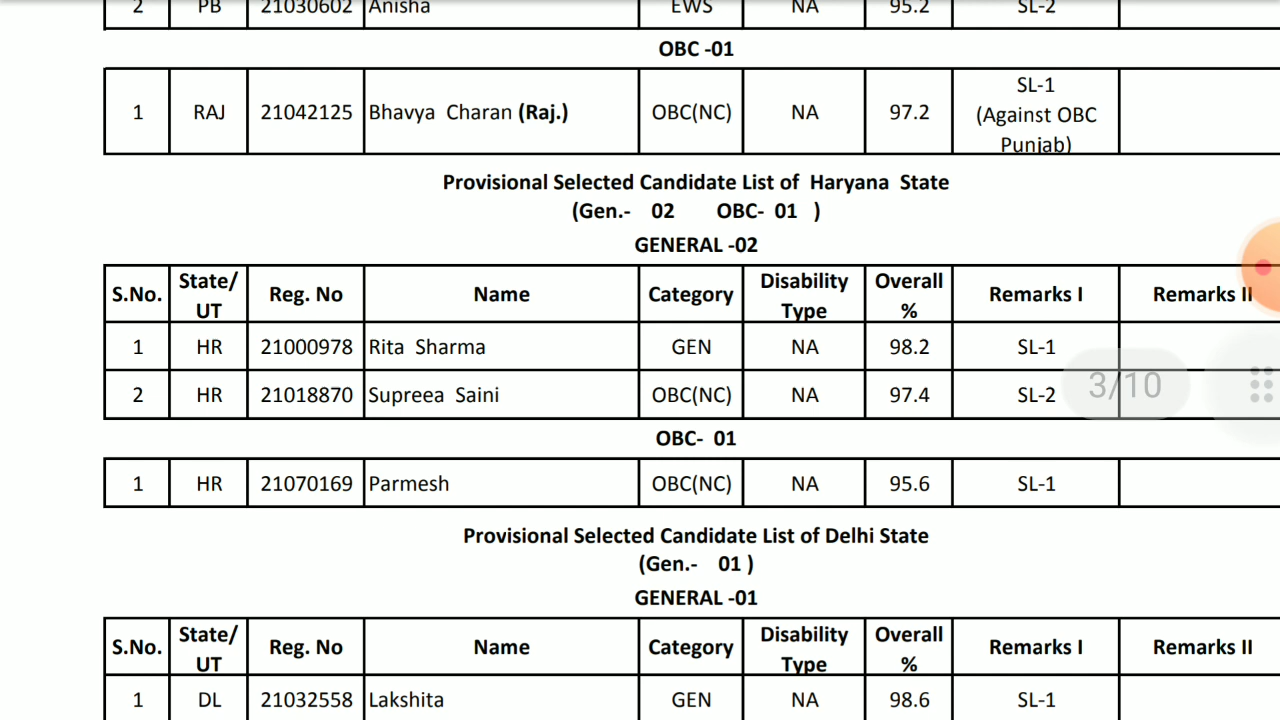 2 PB 21030602 Anisha EWS NA 95.2 SL-2
OBC -01
1 RAJ 21042125 Bhavya Charan (Raj.) OBC(NC) NA 97.2 SL-1 (Against OBC Punjab)
Provisional Selected Candidate List of Haryana State
(Gen.- 02 OBC- 01 )
GENERAL -02
S.No. State/ UT Reg. No Name Category Disability Type Overall % Remarks I Remarks II
1 HR 21000978 Rita Sharma GEN NA 98.2 SL-1
2 HR 21018870 Supreea Saini OBC(NC) NA 97.4 SL-2
3/10
OBC- 01
1 HR 21070169 Parmesh OBC(NC) NA 95.6 SL-1
Provisional Selected Candidate List of Delhi State
(Gen.- 01 )
GENERAL -01
S.No. State/ UT Reg. No Name Category Disability Type Overall % Remarks I Remarks II
1 DL 21032558 Lakshita GEN NA 98.6 SL-1